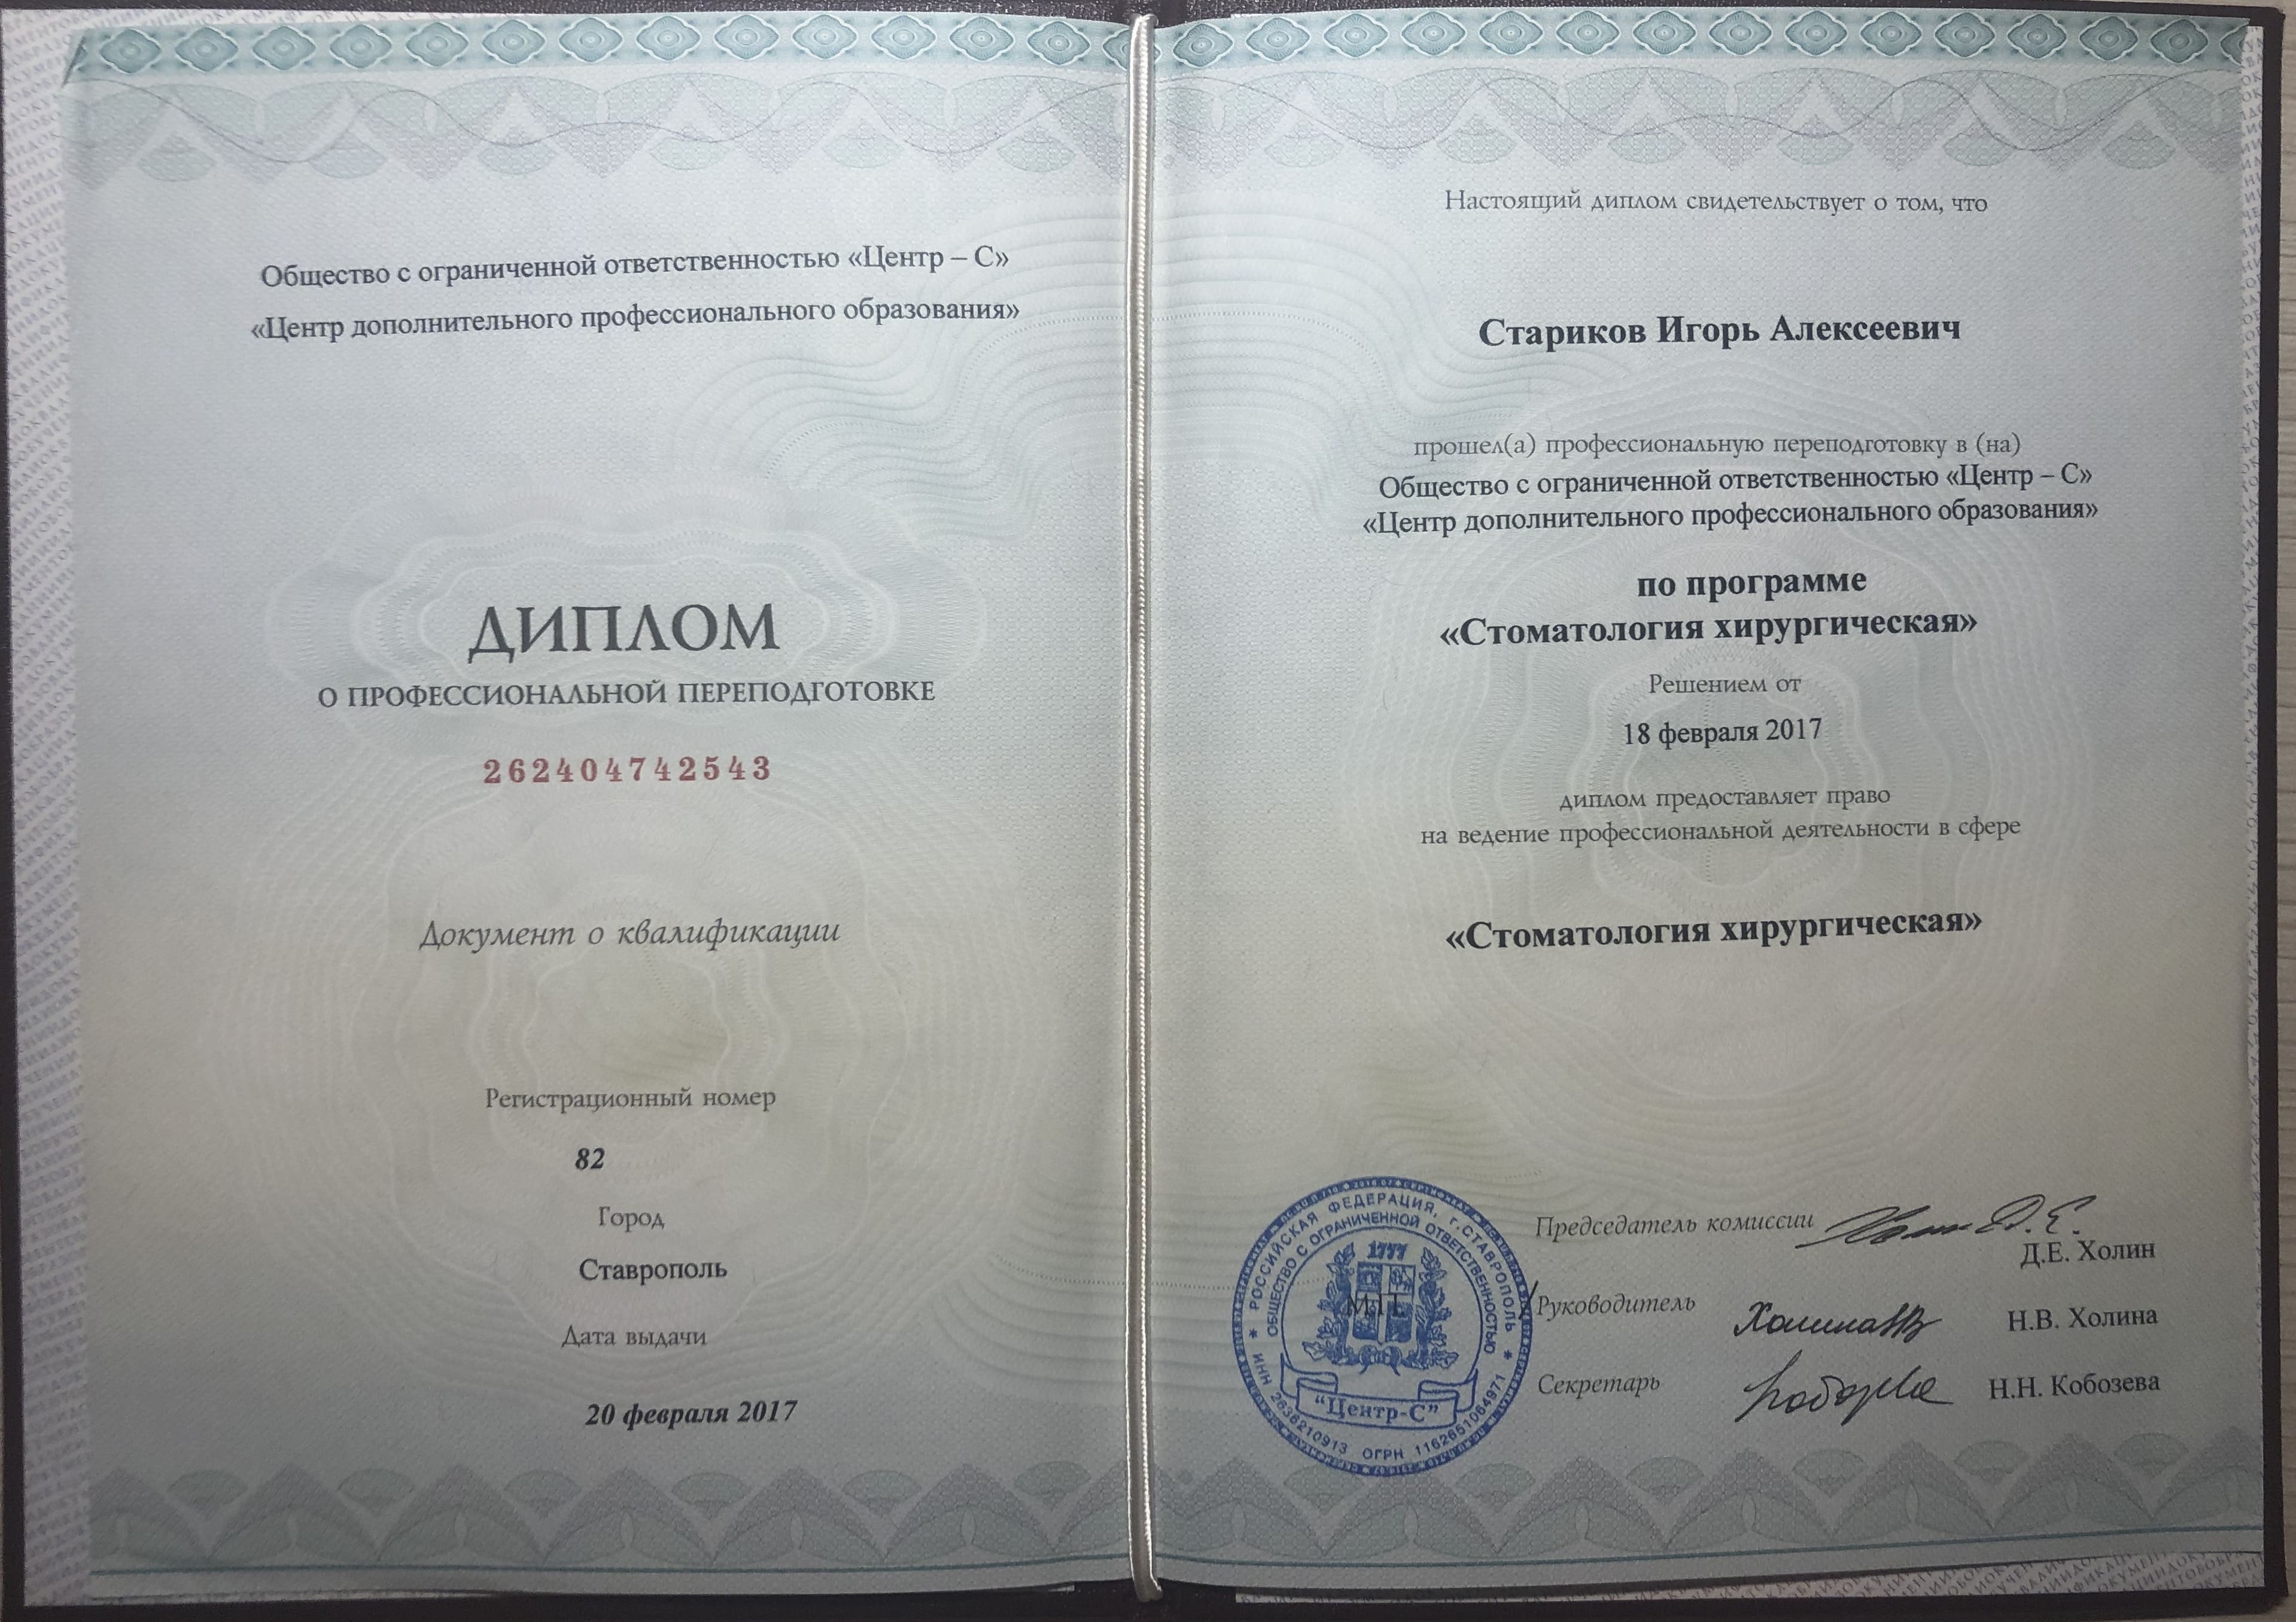 Общество с ограниченной ответственностью «Центр – С»
«Центр дополнительного профессионального образования»
ДИПЛОМ
О ПРОФЕССИОНАЛЬНОЙ ПЕРЕПОДГОТОВКЕ
262404742543
Документ о квалификации
Регистрационный номер
82
Город
Ставрополь
Дата выдачи
20 февраля 2017
Настоящий диплом свидетельствует о том, что
Стариков Игорь Алексеевич
прошел(а) профессиональную переподготовку в (на)
Общество с ограниченной ответственностью «Центр – С»
«Центр дополнительного профессионального образования»
по программе
«Стоматология хирургическая»
Решением от
18 февраля 2017
диплом предоставляет право
на ведение профессиональной деятельности в сфере
«Стоматология хирургическая»
Председатель комиссии
Д.Е. Холин
Руководитель
Н.В. Холина
Секретарь
Н.Н. Кобозева
М.П.
РОССИЙСКАЯ ФЕДЕРАЦИЯ, г.СТАВРОПОЛЬ
ОБЩЕСТВО С ОГРАНИЧЕННОЙ ОТВЕТСТВЕННОСТЬЮ
1777
"Центр-С"
ИНН 2636210913 ОГРН 1162651064971